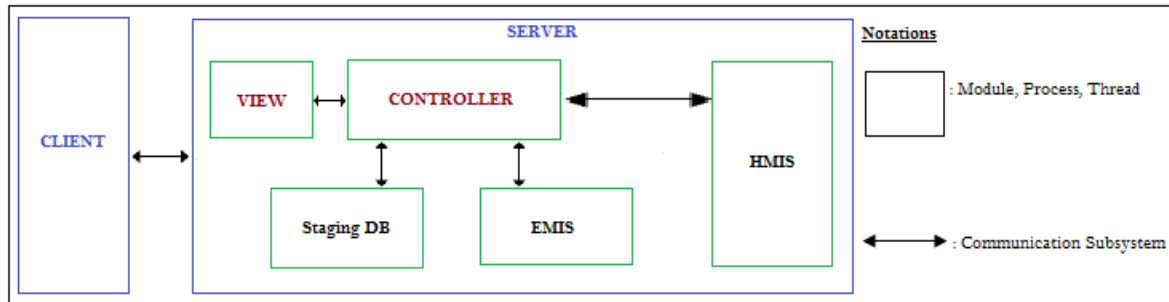 CLIENT
SERVER
VIEW
CONTROLLER
Staging DB
EMIS
HMIS
Notations
: Module, Process, Thread
: Communication Subsystem